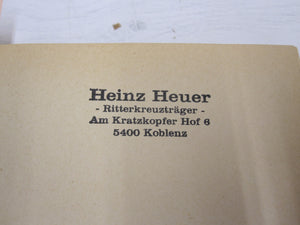 Heinz Heuer
- Ritterkreuzträger -
Am Kratzkopfer Hof 6
5400 Koblenz